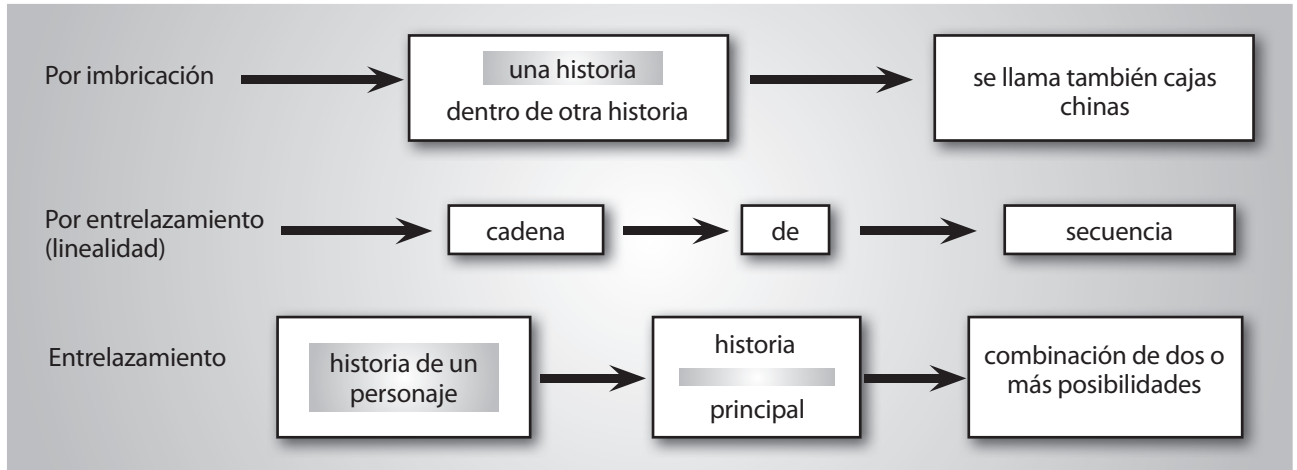 Por imbricación
una historia
dentro de otra historia
se llama también cajas
chinas
Por entrelazamiento
(linealidad)
cadena
de
secuencia
Entrelazamiento
historia de un
personaje
historia
principal
combinación de dos o
más posibilidades